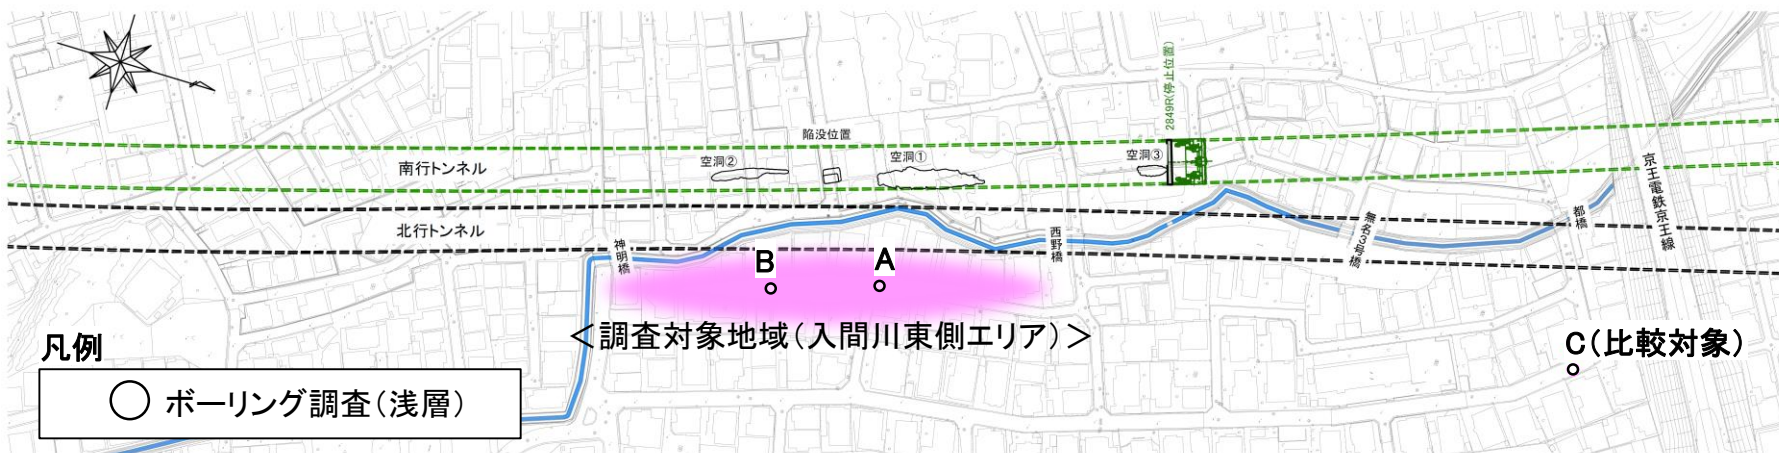 2849R(停止位置)
陥没位置
空洞②
空洞①
空洞③
南行トンネル
北行トンネル
神明橋
西野橋
無名3号橋
都橋
京王電鉄京王線
B
A
<調査対象地域(入間川東側エリア)>
C(比較対象)
凡例
ボーリング調査(浅層)